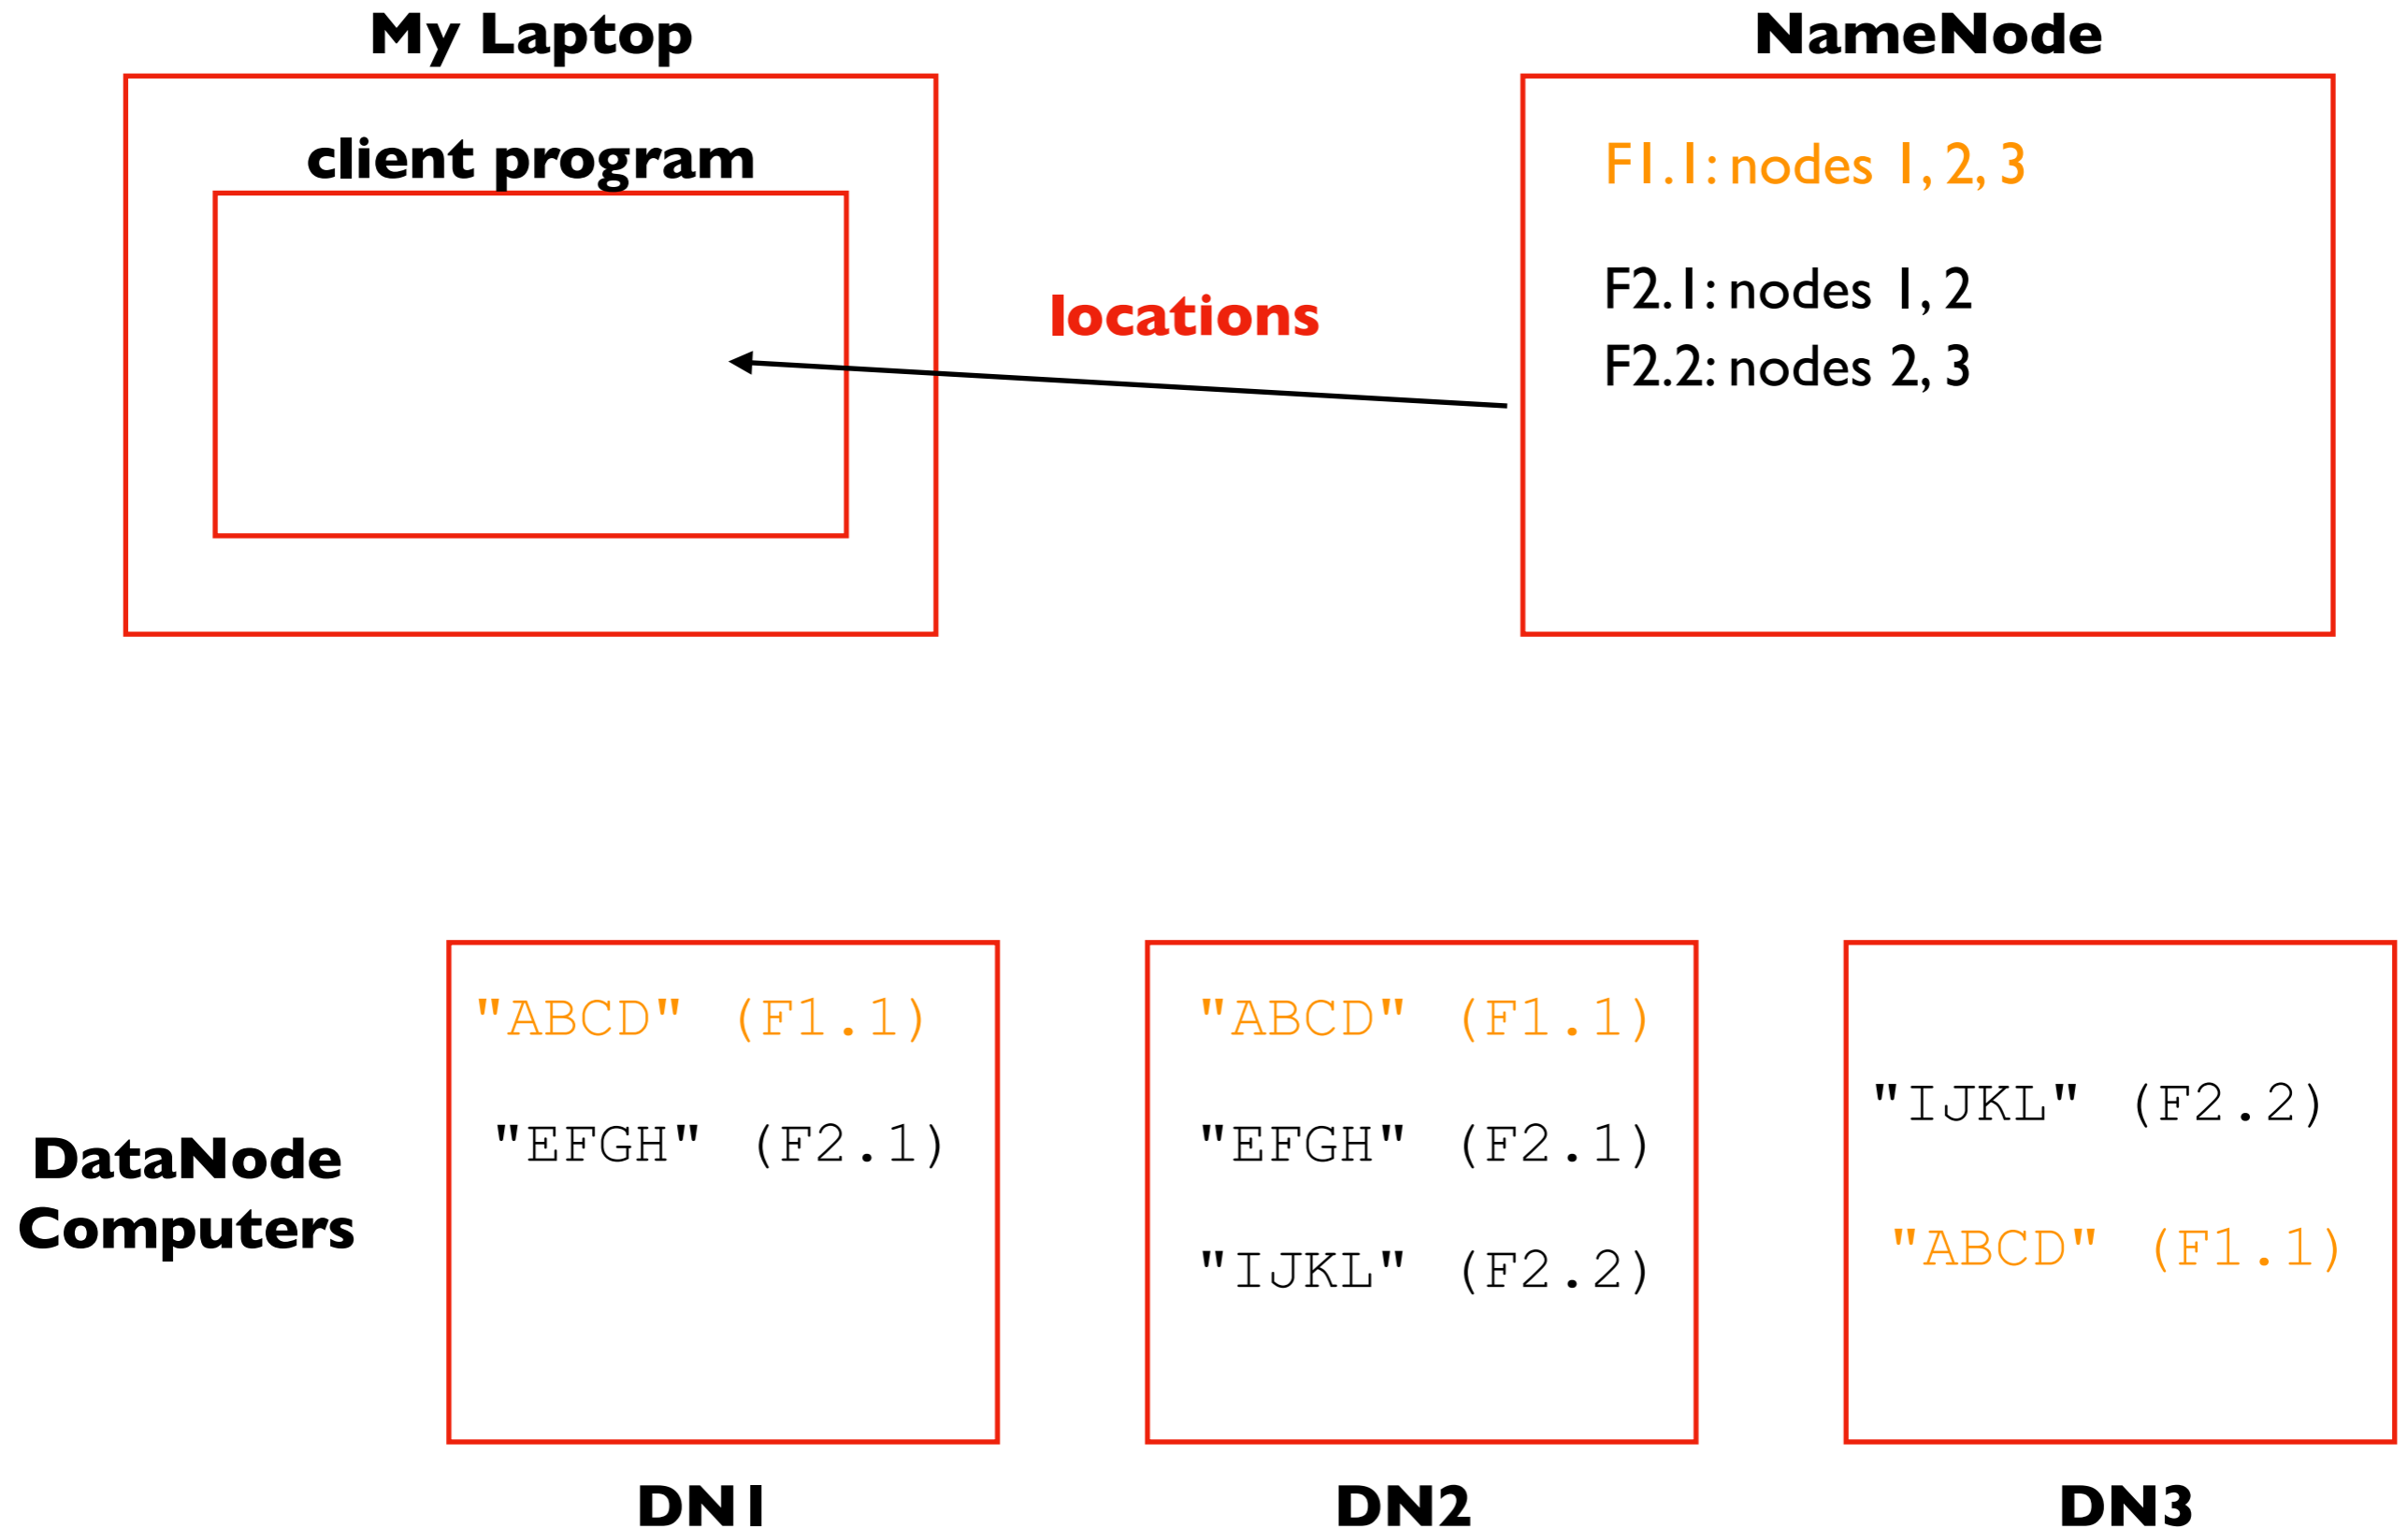 My Laptop
NameNode
client program
F1.1: nodes 1, 2, 3
F2.1: nodes 1, 2
F2.2: nodes 2, 3
locations
DataNode
Computers
"ABCD" (F1.1)
"EFGH" (F2.1)
DN1
"ABCD" (F1.1)
"EFGH" (F2.1)
"IJKL" (F2.2)
DN2
"IJKL" (F2.2)
"ABCD" (F1.1)
DN3